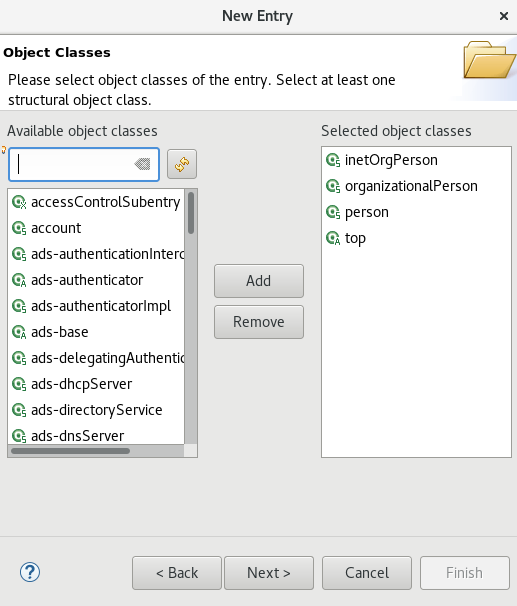 New Entry
Object Classes
Please select object classes of the entry. Select at least one
structural object class.
Available object classes
Selected object classes
accessControlSubentry
account
ads-authenticationInterc
ads-authenticator
ads-authenticatorImpl
ads-base
ads-delegatingAuthentic
ads-dhcpServer
ads-directoryService
ads-dnsServer
Add
Remove
inetOrgPerson
organizationalPerson
person
top
< Back
Next >
Cancel
Finish